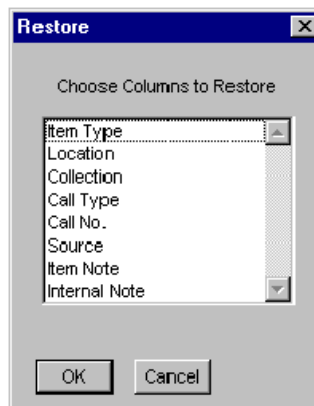 Restore
Choose Columns to Restore
Item Type
Location
Collection
Call Type
Call No.
Source
Item Note
Internal Note
OK Cancel